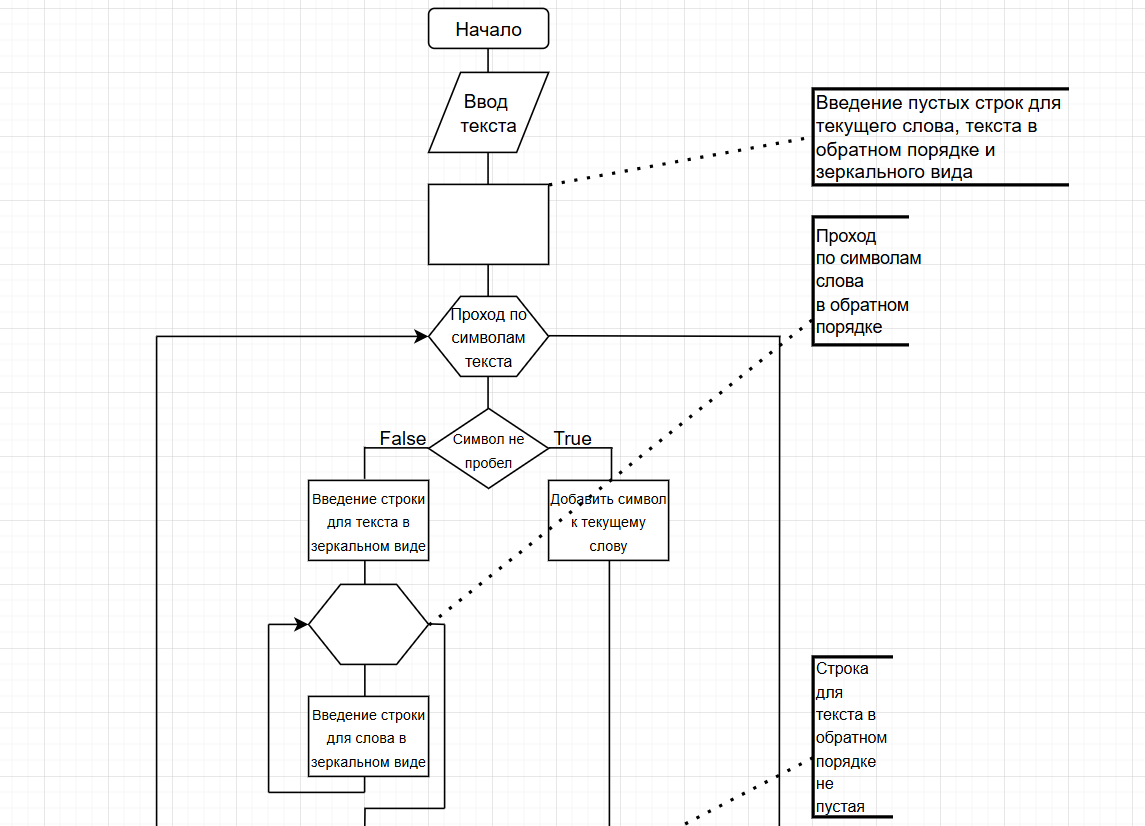 Начало
Ввод
текста
Введение пустых строк для
текущего слова, текста в
обратном порядке и
зеркального вида
Проход
по символам
слова
в обратном
порядке
Проход по
символам
текста
False
Символ не
пробел
True
Введение строки
для текста в
зеркальном виде
Добавить символ
к текущему
слову
Введение строки
для слова в
зеркальном виде
Строка
для
текста в
обратном
порядке
не
пустая